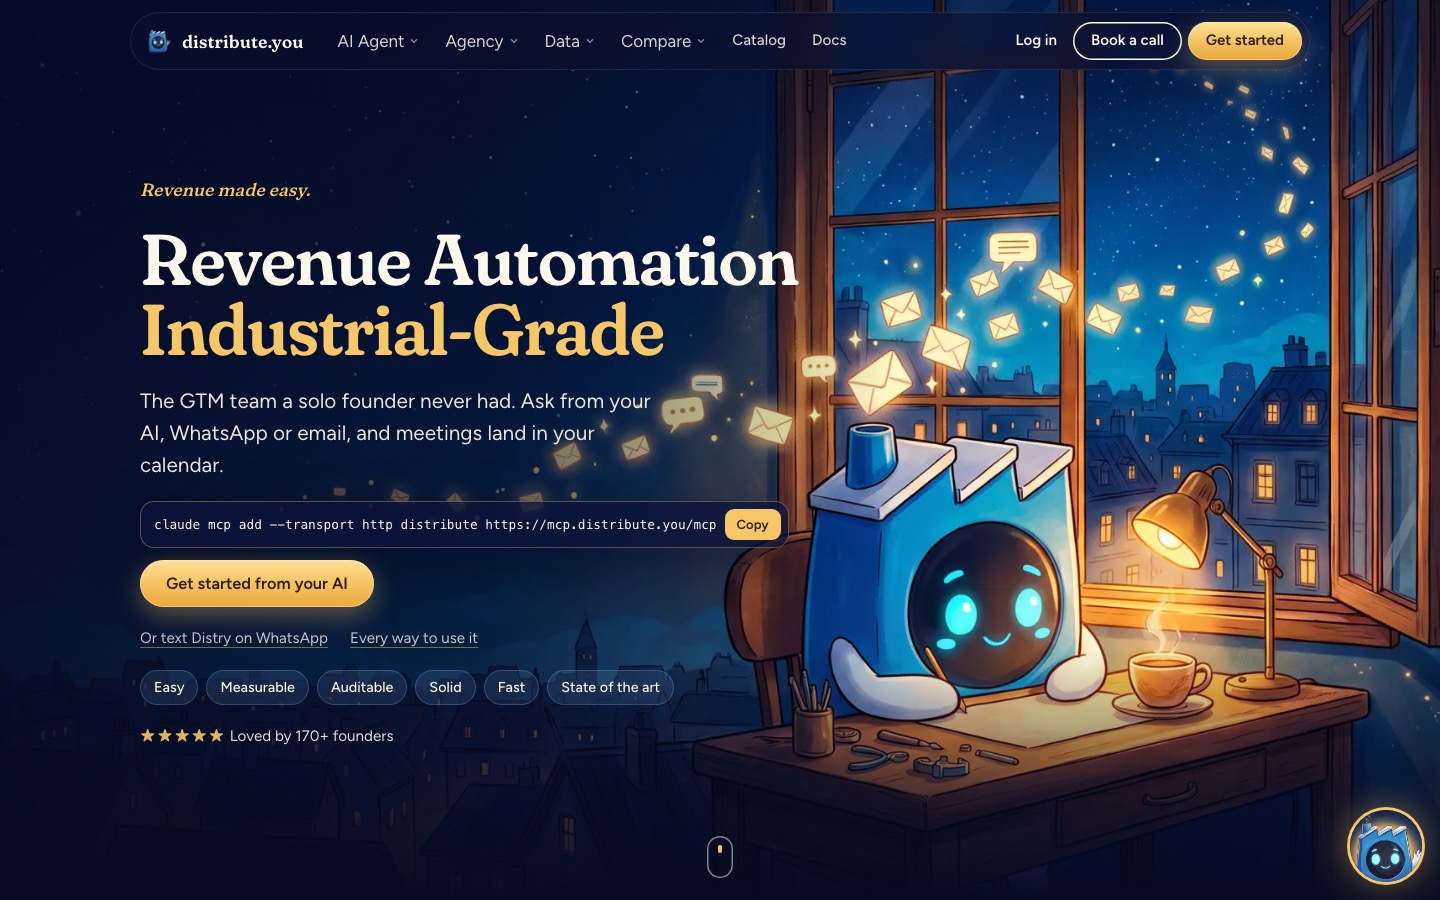 distribute.you
AI Agent
Agency
Data
Compare
Catalog
Docs
Log in
Book a call
Get started
Revenue made easy.
Revenue Automation
Industrial-Grade
The GTM team a solo founder never had. Ask from your
AI, WhatsApp or email, and meetings land in your
calendar.
claude mcp add --transport http distribute https://mcp.distribute.you/mcp
Copy
Get started from your AI
Or text Distry on WhatsApp
Every way to use it
Easy
Measurable
Auditable
Solid
Fast
State of the art
★★★★★ Loved by 170+ founders